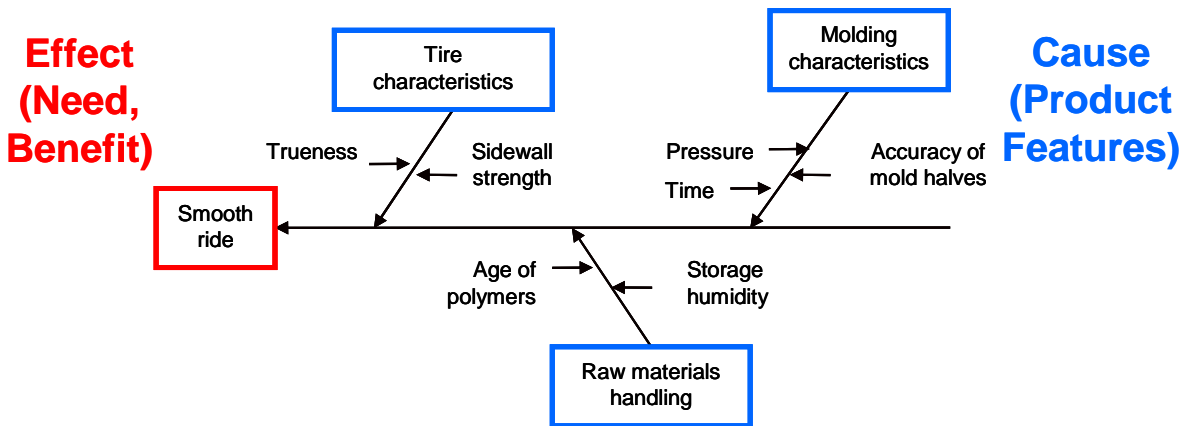 Effect
(Need,
Benefit)
Tire
characteristics
Molding
characteristics
Cause
(Product
Features)
Trueness
Sidewall
strength
Pressure
Time
Accuracy of
mold halves
Smooth
ride
Age of
polymers
Storage
humidity
Raw materials
handling